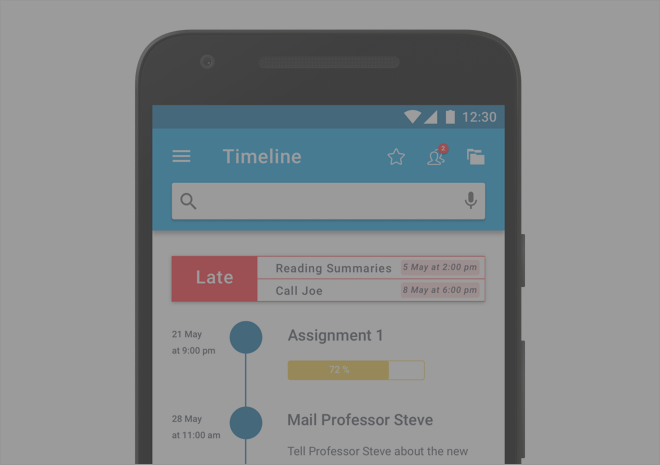 12:30
Timeline
2
Late
Reading Summaries 5 May at 2:00 pm
Call Joe 8 May at 6:00 pm
21 May
at 9:00 pm
Assignment 1
72 %
28 May
at 11:00 am
Mail Professor Steve
Tell Professor Steve about the new